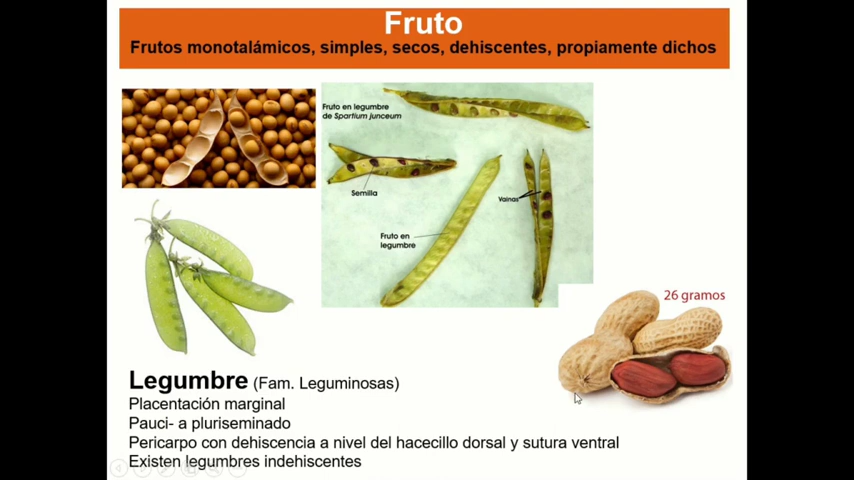 Fruto
Frutos monotalámicos, simples, secos, dehiscentes, propiamente dichos
Fruto en legumbre
de Spartium junceum
Semilla
Vainas
Fruto en
legumbre
26 gramos
Legumbre (Fam. Leguminosas)
Placentación marginal
Pauci- a pluriseminado
Pericarpo con dehiscencia a nivel del hacecillo dorsal y sutura ventral
Existen legumbres indehiscentes